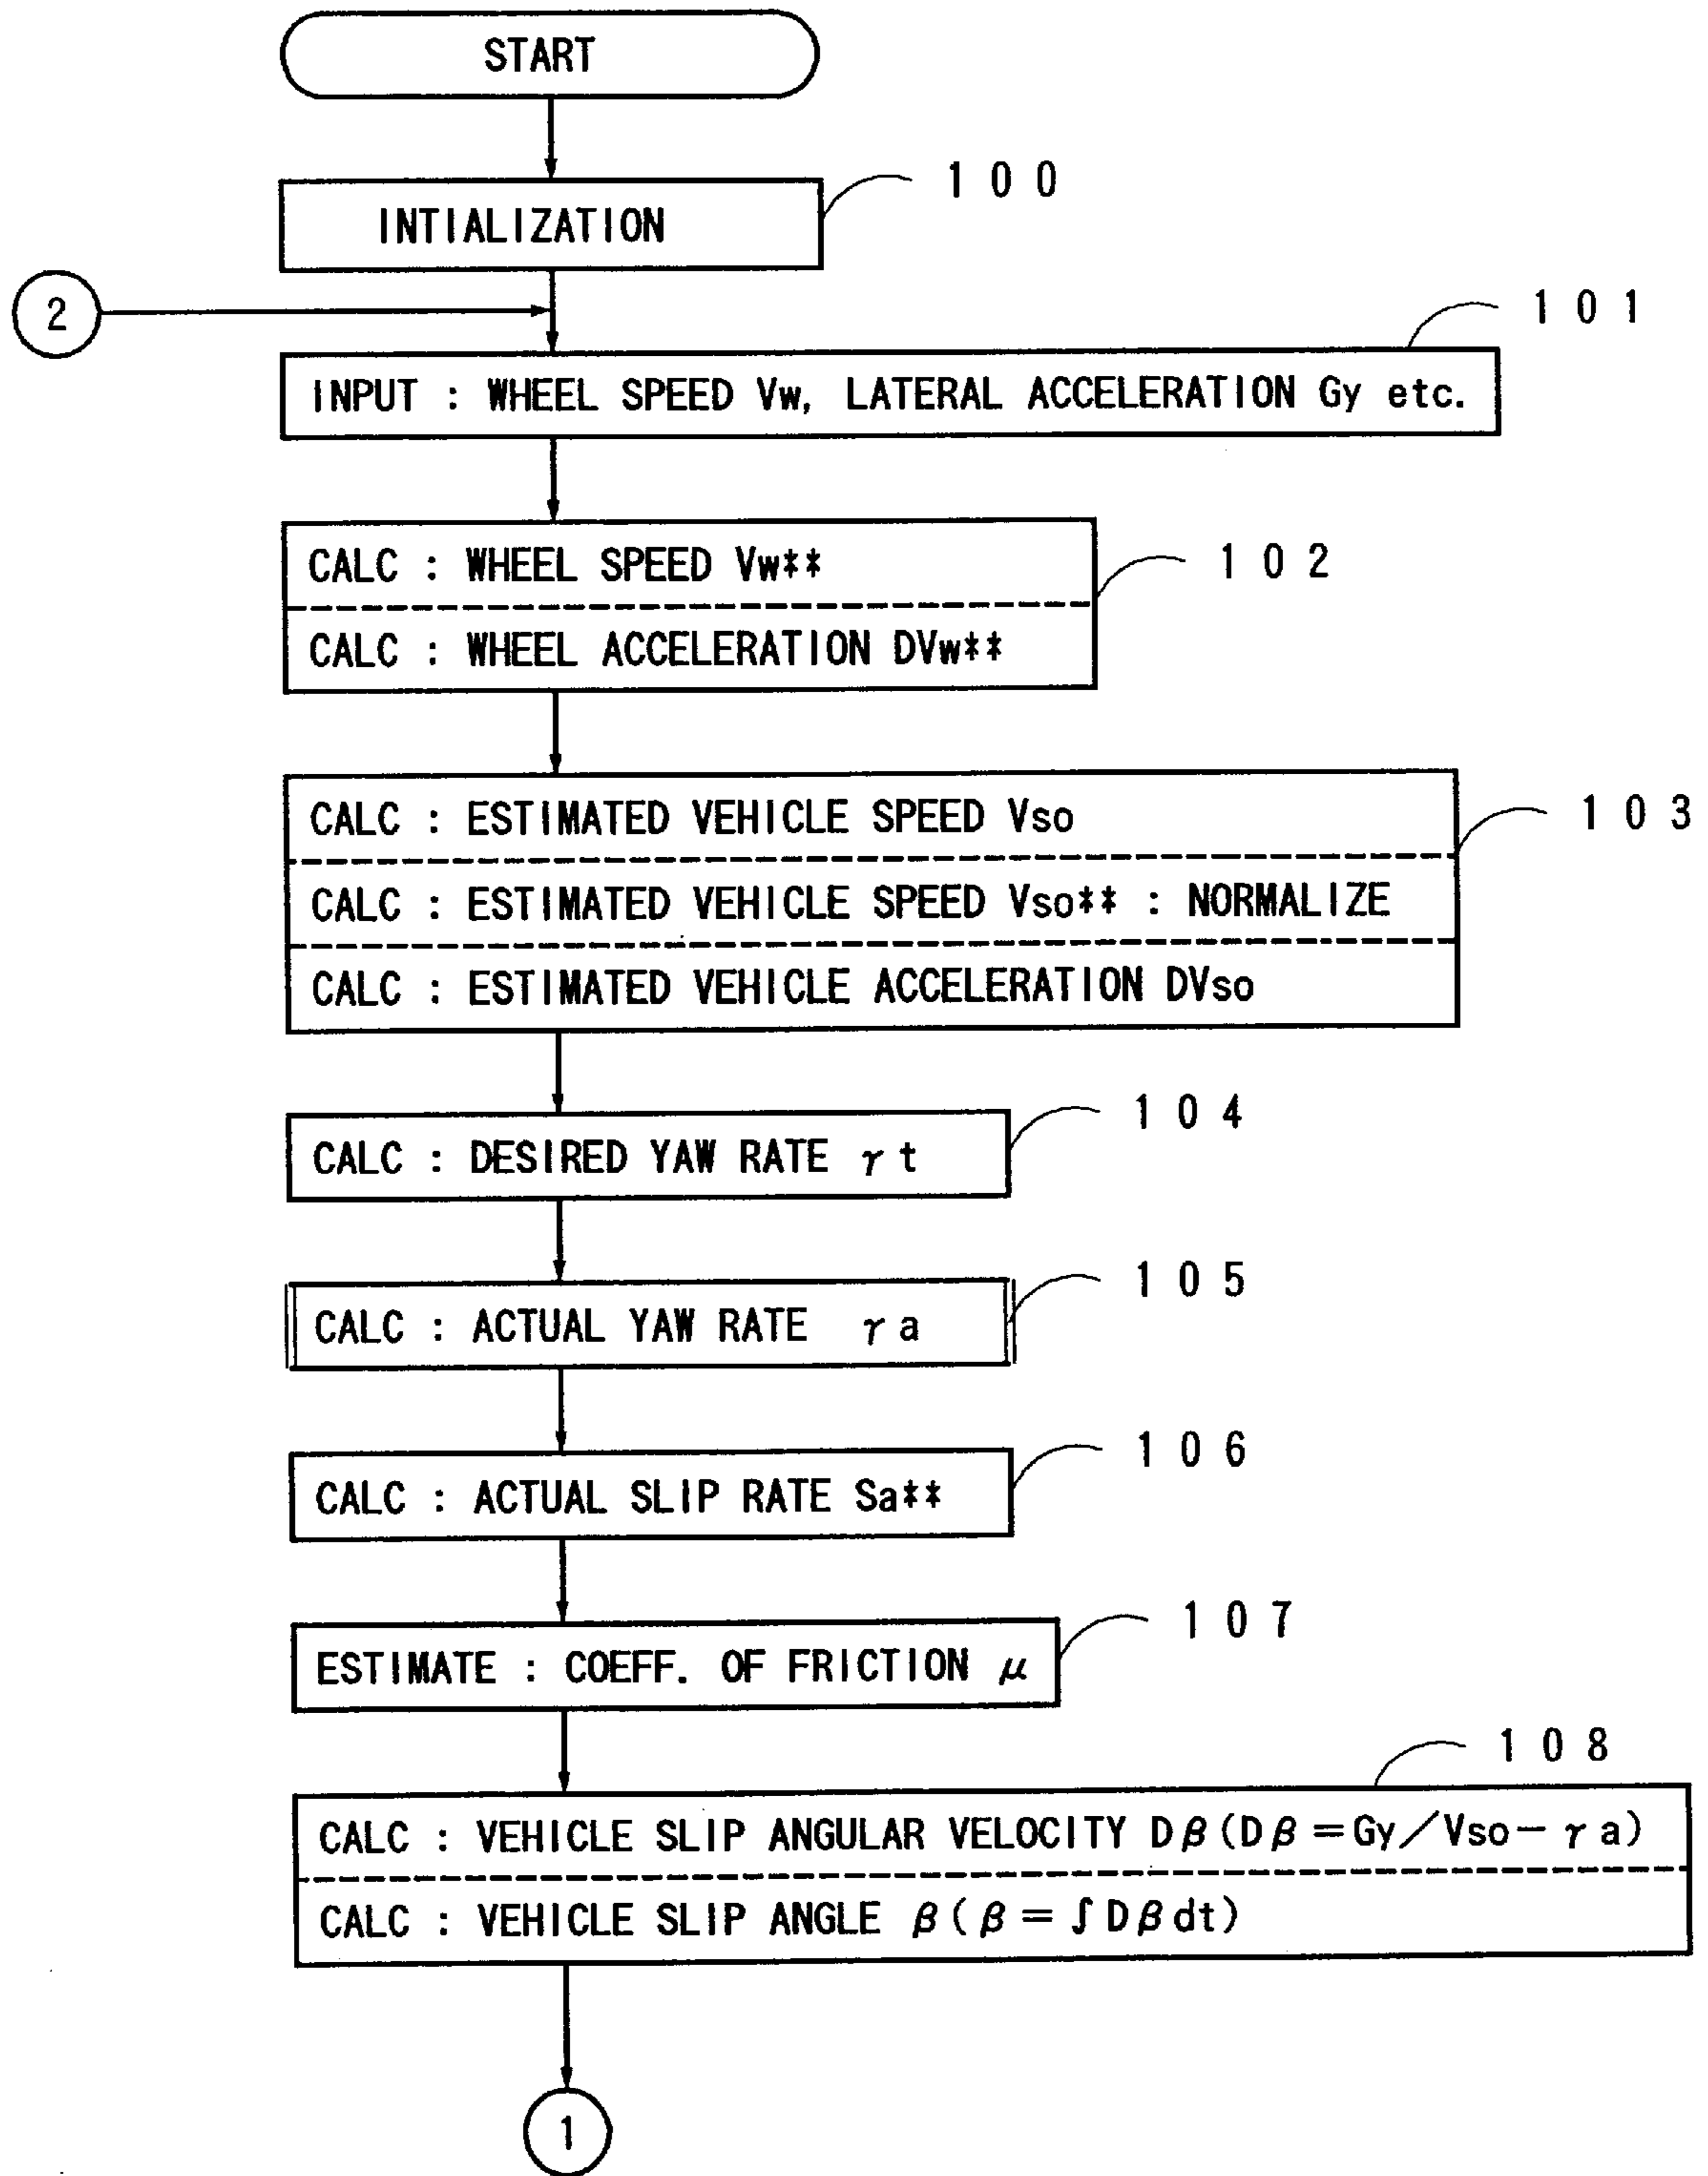 START
INTIALIZATION
100
2
101
INPUT : WHEEL SPEED Vw, LATERAL ACCELERATION Gy etc.
CALC : WHEEL SPEED Vw**
102
CALC : WHEEL ACCELERATION DVw**
CALC : ESTIMATED VEHICLE SPEED Vso
103
CALC : ESTIMATED VEHICLE SPEED Vso** : NORMALIZE
CALC : ESTIMATED VEHICLE ACCELERATION DVso
104
CALC : DESIRED YAW RATE γt
105
CALC : ACTUAL YAW RATE γa
106
CALC : ACTUAL SLIP RATE Sa**
107
ESTIMATE : COEFF. OF FRICTION μ
108
CALC : VEHICLE SLIP ANGULAR VELOCITY Dβ(Dβ=Gy/Vso-γa)
CALC : VEHICLE SLIP ANGLE β(β=∫Dβdt)
1